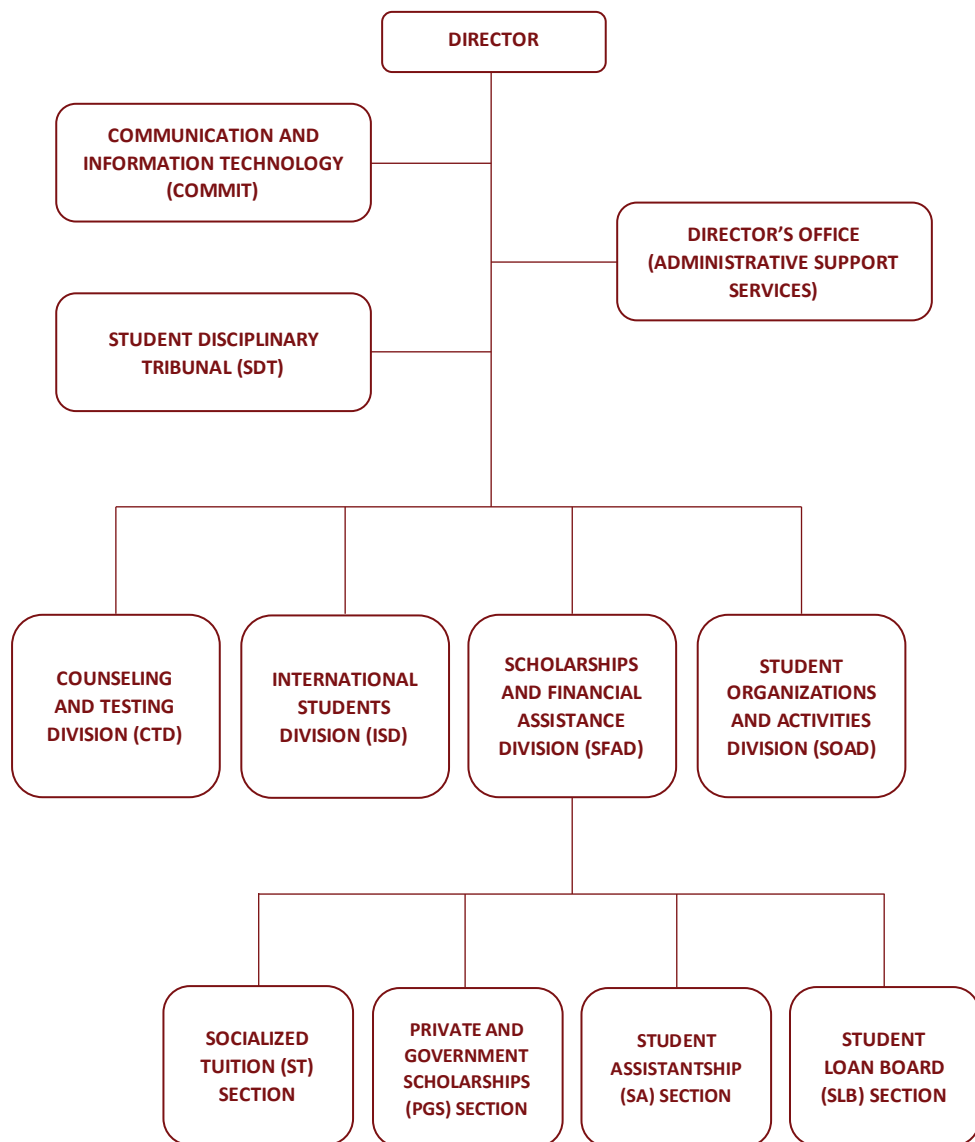 DIRECTOR
COMMUNICATION AND
INFORMATION TECHNOLOGY
(COMMIT)
DIRECTOR’S OFFICE
(ADMINISTRATIVE SUPPORT
SERVICES)
STUDENT DISCIPLINARY
TRIBUNAL (SDT)
COUNSELING
AND TESTING
DIVISION (CTD)
INTERNATIONAL
STUDENTS
DIVISION (ISD)
SCHOLARSHIPS
AND FINANCIAL
ASSISTANCE
DIVISION (SFAD)
STUDENT
ORGANIZATIONS
AND ACTIVITIES
DIVISION (SOAD)
SOCIALIZED
TUITION (ST)
SECTION
PRIVATE AND
GOVERNMENT
SCHOLARSHIPS
(PGS) SECTION
STUDENT
ASSISTANTSHIP
(SA) SECTION
STUDENT
LOAN BOARD
(SLB) SECTION